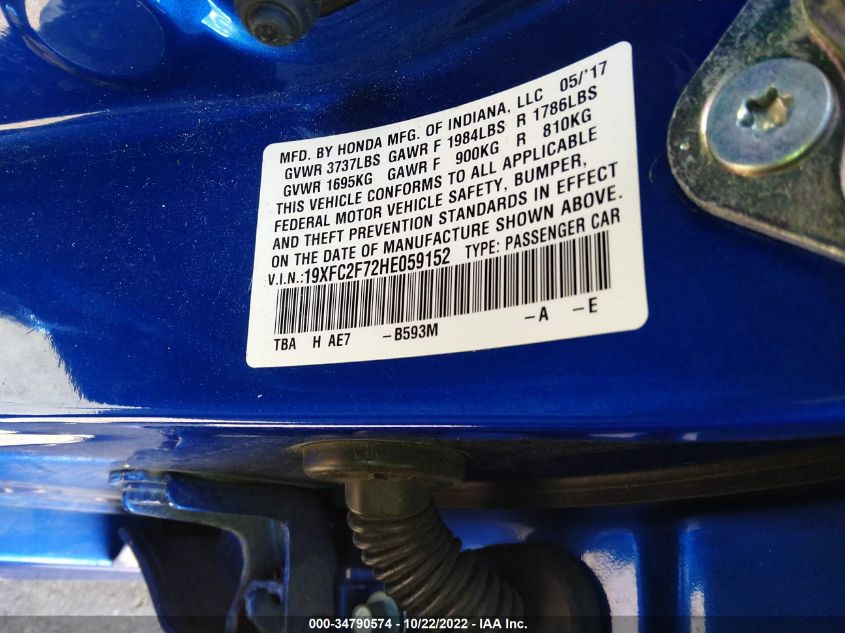 MFD. BY HONDA MFG. OF INDIANA, LLC 05/'17
GVWR 3737LBS GAWR F 1984LBS R 1786LBS
GVWR 1695KG GAWR F 900KG R 810KG
THIS VEHICLE CONFORMS TO ALL APPLICABLE
FEDERAL MOTOR VEHICLE SAFETY, BUMPER,
AND THEFT PREVENTION STANDARDS IN EFFECT
ON THE DATE OF MANUFACTURE SHOWN ABOVE.
V.I.N.:19XFC2F72HE059152 TYPE: PASSENGER CAR
TBA H AE7 -B593M -A -E
000-34790574 - 10/22/2022 - IAA Inc.